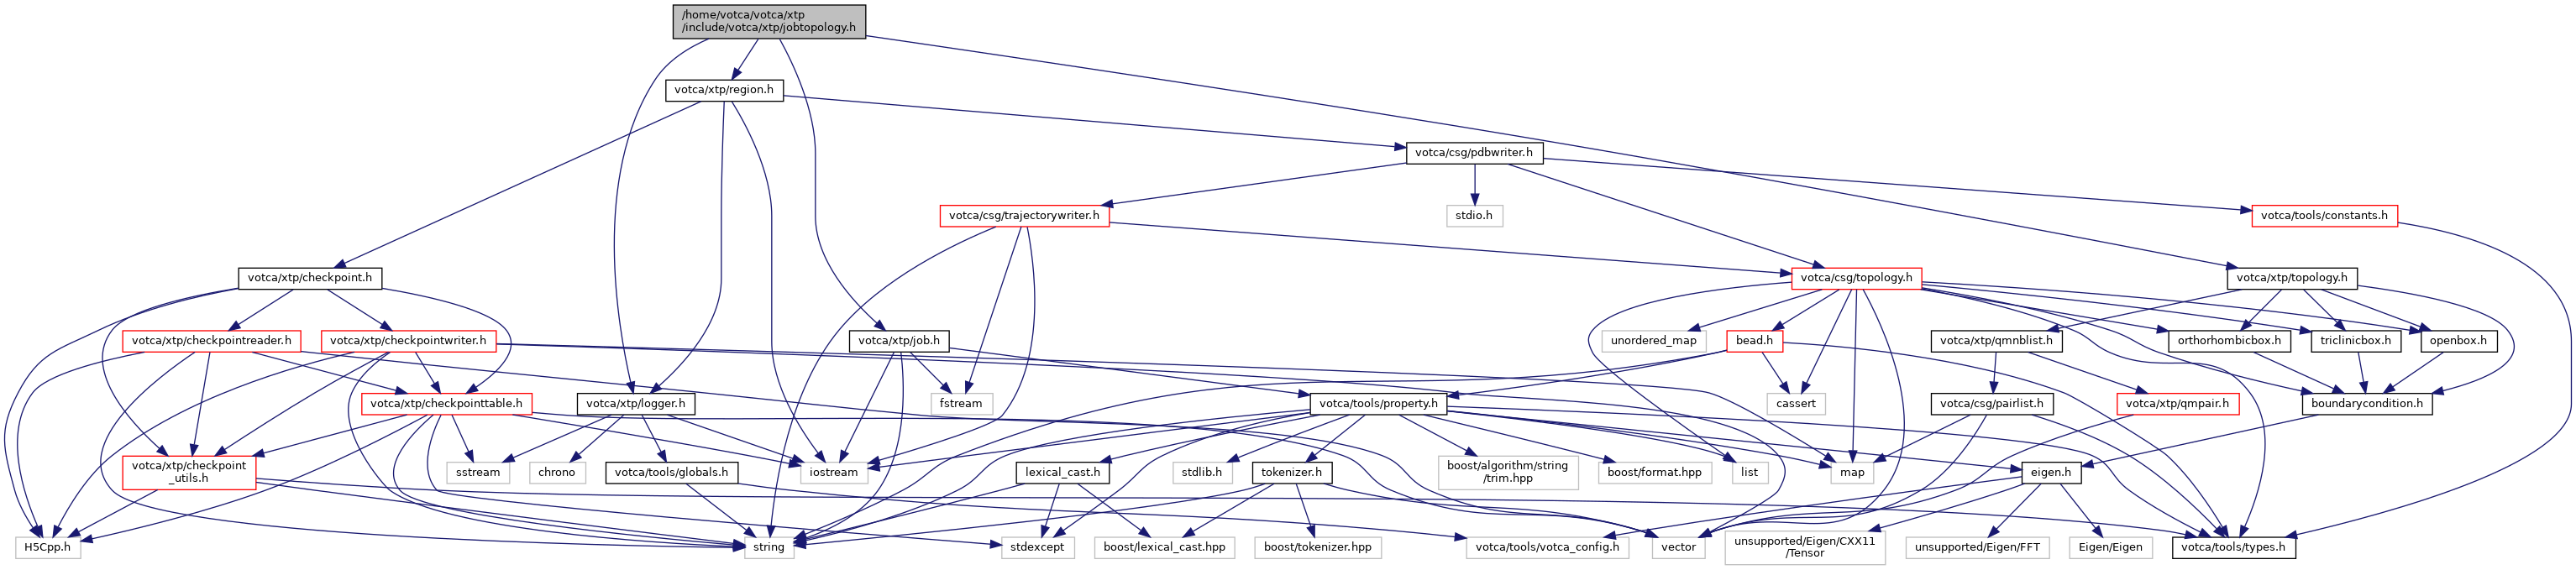 /home/votca/votca/xtp
/include/votca/xtp/jobtopology.h
votca/xtp/region.h
votca/csg/pdbwriter.h
votca/csg/trajectorywriter.h
stdio.h
votca/tools/constants.h
votca/xtp/checkpoint.h
votca/csg/topology.h
votca/xtp/topology.h
votca/xtp/checkpointreader.h
votca/xtp/checkpointwriter.h
votca/xtp/job.h
unordered_map
bead.h
votca/xtp/qmnblist.h
orthorhombicbox.h
triclinicbox.h
openbox.h
votca/xtp/checkpointtable.h
votca/xtp/logger.h
fstream
votca/tools/property.h
cassert
votca/csg/pairlist.h
votca/xtp/qmpair.h
boundarycondition.h
votca/xtp/checkpoint
_utils.h
sstream
chrono
votca/tools/globals.h
iostream
lexical_cast.h
stdlib.h
tokenizer.h
boost/algorithm/string
/trim.hpp
boost/format.hpp
list
map
eigen.h
H5Cpp.h
string
stdexcept
boost/lexical_cast.hpp
boost/tokenizer.hpp
votca/tools/votca_config.h
vector
unsupported/Eigen/CXX11
/Tensor
unsupported/Eigen/FFT
Eigen/Eigen
votca/tools/types.h